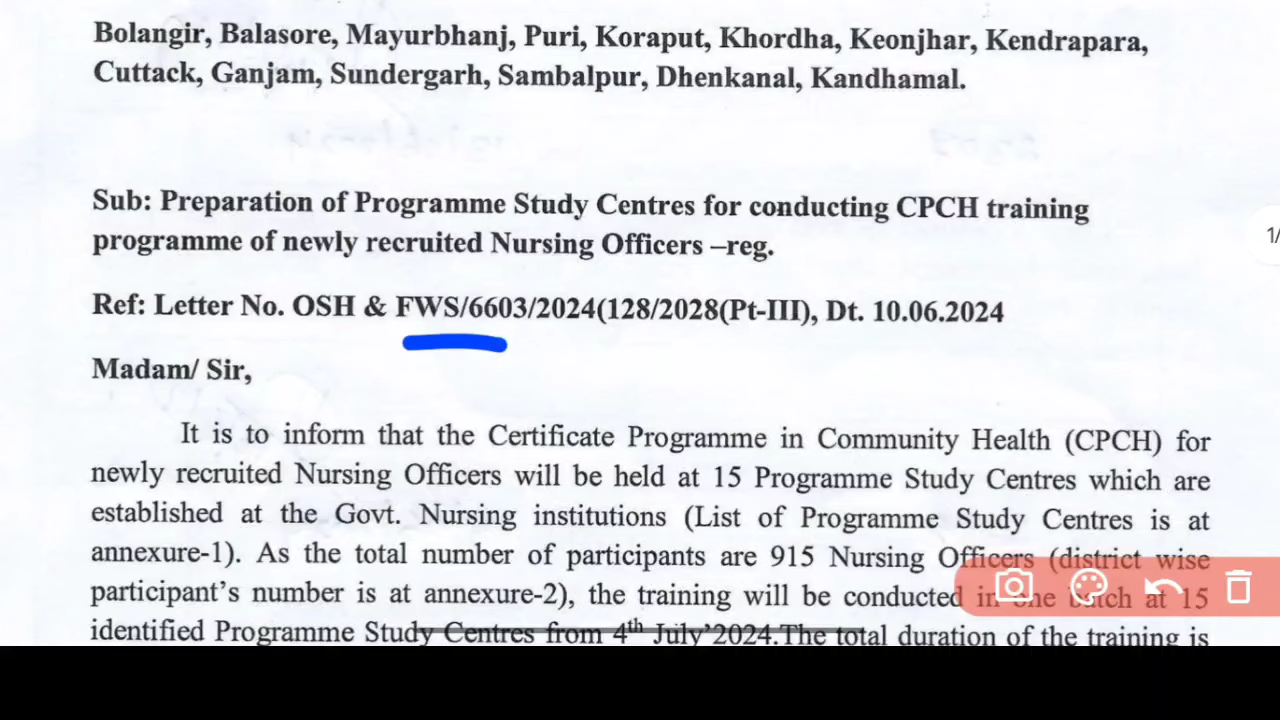 Bolangir, Balasore, Mayurbhanj, Puri, Koraput, Khordha, Keonjhar, Kendrapara,
Cuttack, Ganjam, Sundergarh, Sambalpur, Dhenkanal, Kandhamal.
Sub: Preparation of Programme Study Centres for conducting CPCH training
programme of newly recruited Nursing Officers –reg.
1/
Ref: Letter No. OSH & FWS/6603/2024(128/2028(Pt-III), Dt. 10.06.2024
Madam/ Sir,
It is to inform that the Certificate Programme in Community Health (CPCH) for
newly recruited Nursing Officers will be held at 15 Programme Study Centres which are
established at the Govt. Nursing institutions (List of Programme Study Centres is at
annexure-1). As the total number of participants are 915 Nursing Officers (district wise
participant's number is at annexure-2), the training will be conducted in one batch at 15
identified Programme Study Centres from 4th July'2024.The total duration of the training is